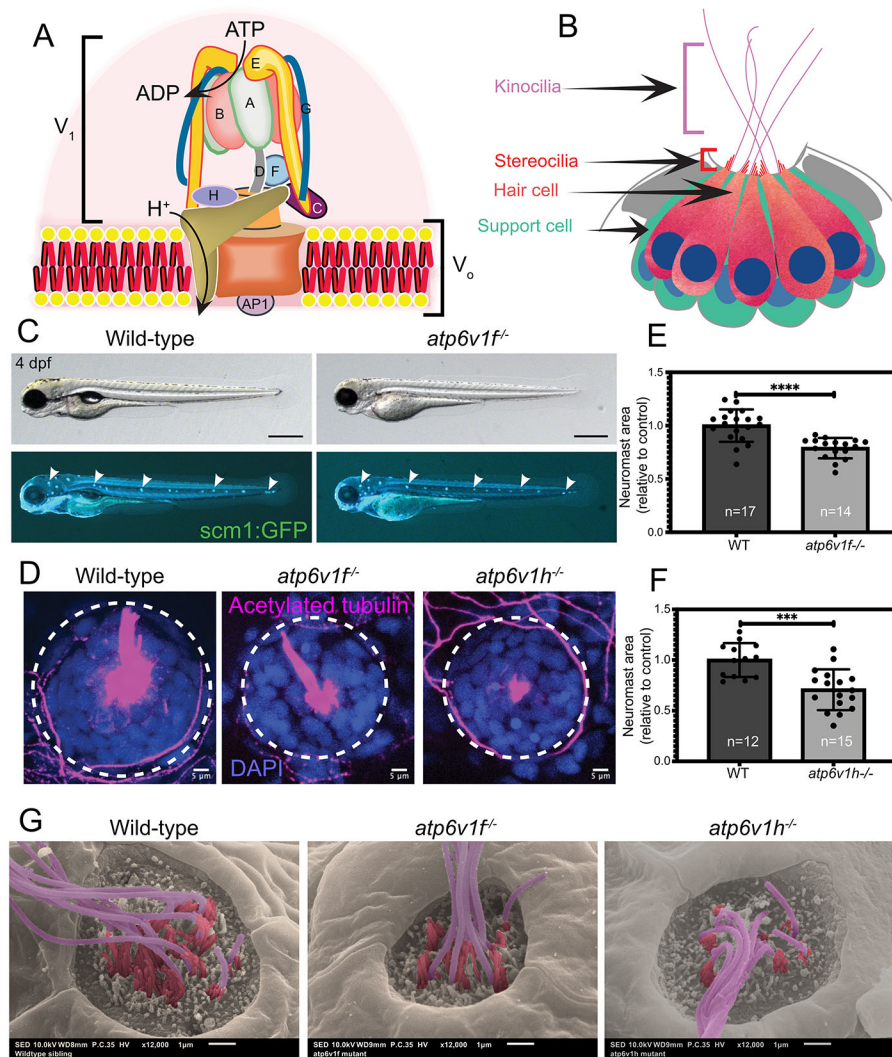 A
ATP
ADP
V1
E
B
A
G
D
F
H
C
H+
Vo
AP1
B
Kinocilia
Stereocilia
Hair cell
Support cell
C
Wild-type
atp6v1f-/-
4 dpf
scm1:GFP
D
Wild-type
atp6v1f-/-
atp6v1h-/-
Acetylated tubulin
DAPI
5 µm
5 µm
5 µm
E
Neuromast area
(relative to control)
1.5
1.0
0.5
0.0
****
n=17
n=14
WT
atp6v1f-/-
F
Neuromast area
(relative to control)
1.5
1.0
0.5
0.0
***
n=12
n=15
WT
atp6v1h-/-
G
Wild-type
atp6v1f-/-
atp6v1h-/-
SED 10.0kV WD8mm P.C.35 HV x12,000 1µm
Wildtype sibling
SED 10.0kV WD9mm P.C.35 HV x12,000 1µm
atp6v1f mutant
SED 10.0kV WD9mm P.C.35 HV x12,000 1µm
atp6v1h mutant